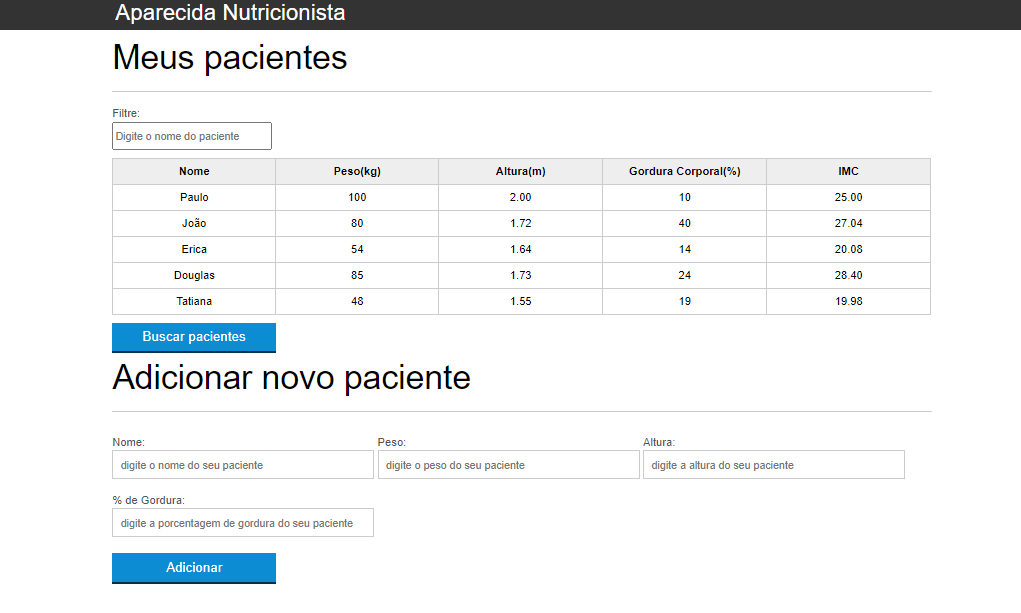 Aparecida Nutricionista
Meus pacientes
Filtre:
Digite o nome do paciente
Nome Peso(kg) Altura(m) Gordura Corporal(%) IMC
Paulo 100 2.00 10 25.00
João 80 1.72 40 27.04
Erica 54 1.64 14 20.08
Douglas 85 1.73 24 28.40
Tatiana 48 1.55 19 19.98
Buscar pacientes
Adicionar novo paciente
Nome: Peso: Altura:
digite o nome do seu paciente digite o peso do seu paciente digite a altura do seu paciente
% de Gordura:
digite a porcentagem de gordura do seu paciente
Adicionar